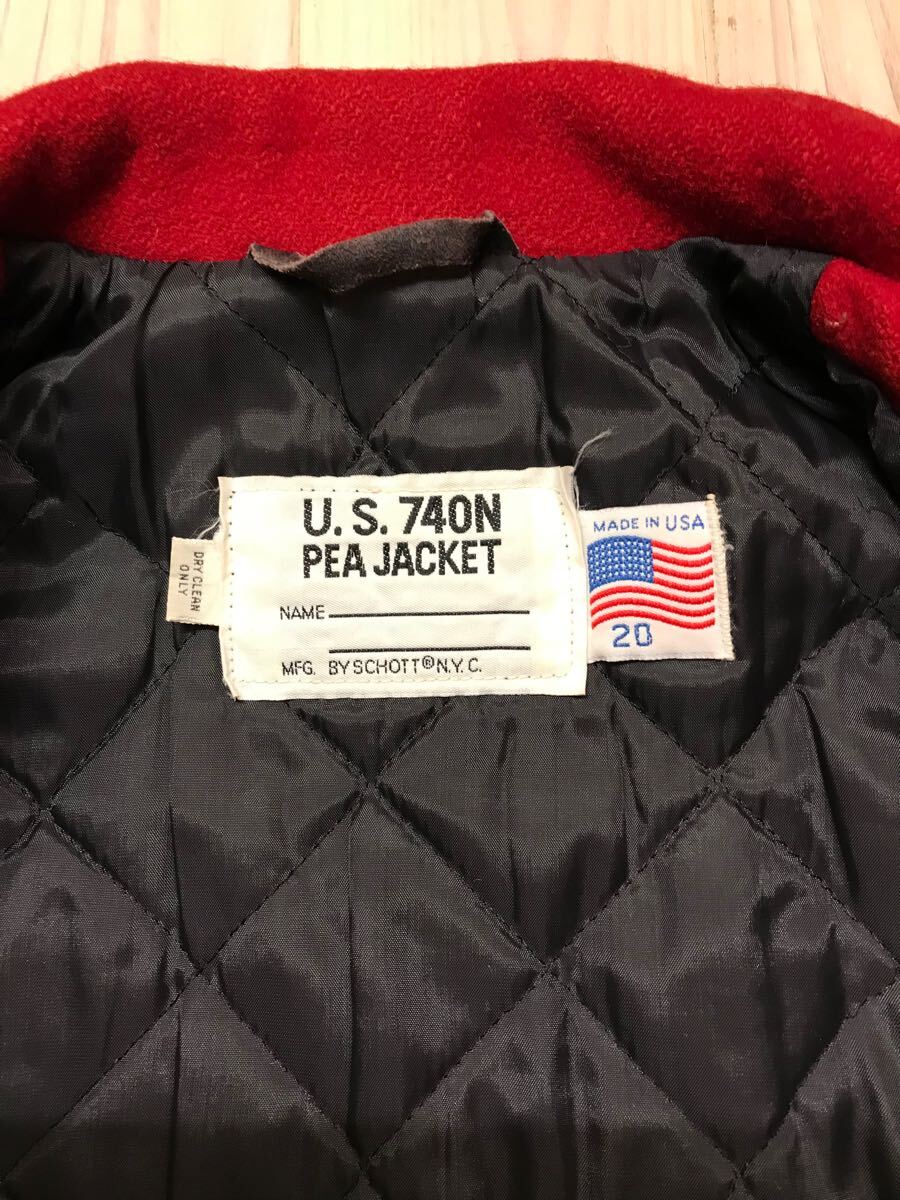 U. S. 740N
PEA JACKET
NAME
MFG. BY SCHOTT® N.Y.C.
DRY CLEAN
ONLY
MADE IN USA
20